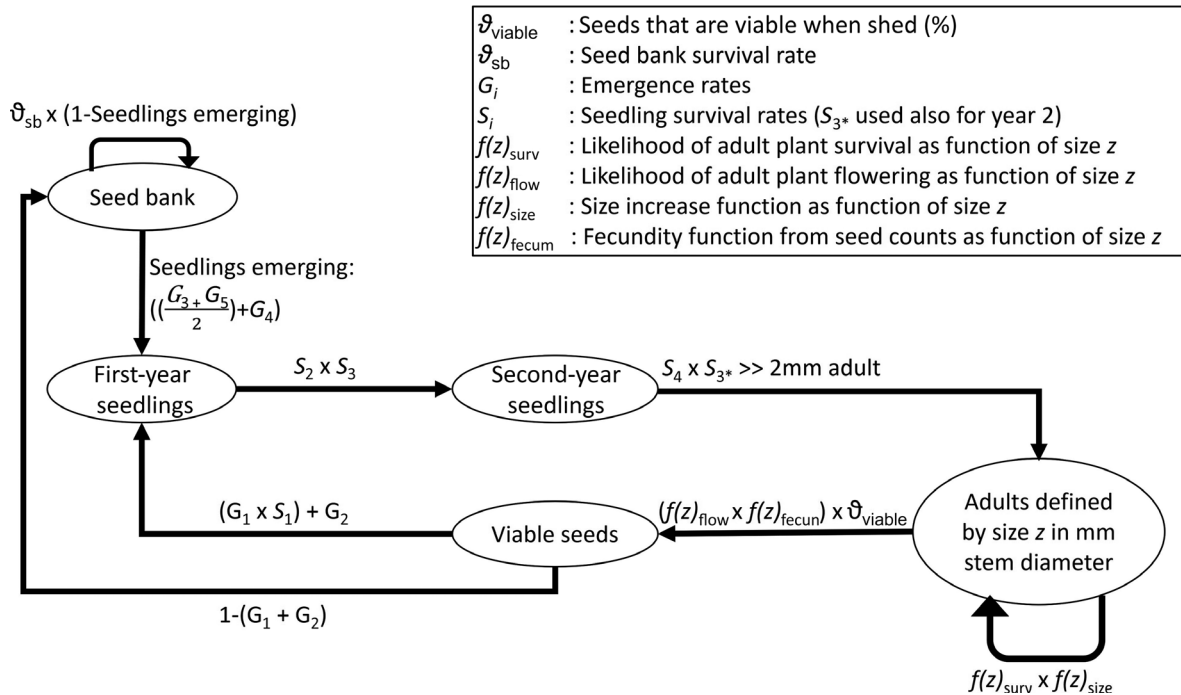 ϑviable : Seeds that are viable when shed (%)
ϑsb : Seed bank survival rate
Gi : Emergence rates
Si : Seedling survival rates (S3* used also for year 2)
f(z)surv : Likelihood of adult plant survival as function of size z
f(z)flow : Likelihood of adult plant flowering as function of size z
f(z)size : Size increase function as function of size z
f(z)fecum : Fecundity function from seed counts as function of size z
ϑsb x (1-Seedlings emerging)
Seed bank
Seedlings emerging:
((G3 + G5
2)+G4)
First-year
seedlings
S2 x S3
Second-year
seedlings
S4 x S3* >> 2mm adult
Adults defined
by size z in mm
stem diameter
(f(z)flow x f(z)fecun) x ϑviable
Viable seeds
(G1 x S1) + G2
1-(G1 + G2)
f(z)surv x f(z)size